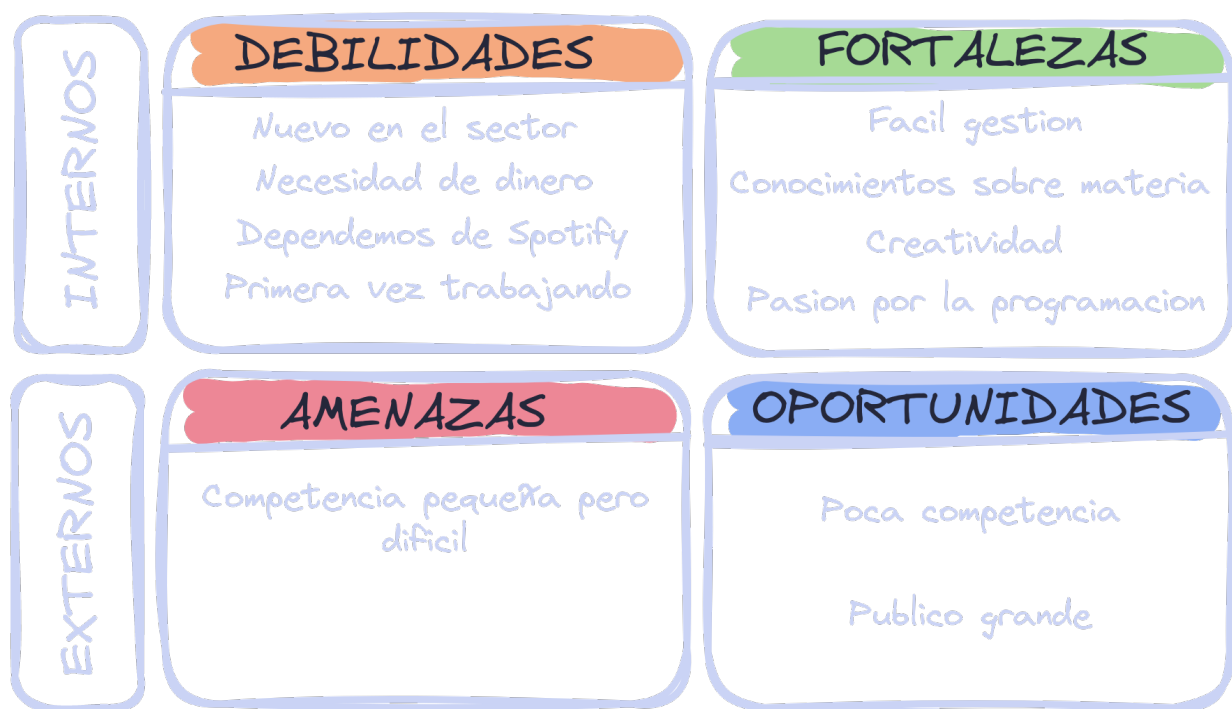 INTERNOS
DEBILIDADES
Nuevo en el sector
Necesidad de dinero
Dependemos de Spotify
Primera vez trabajando
FORTALEZAS
Facil gestion
Conocimientos sobre materia
Creatividad
Pasion por la programacion
EXTERNOS
AMENAZAS
Competencia pequeña pero
dificil
OPORTUNIDADES
Poca competencia
Publico grande